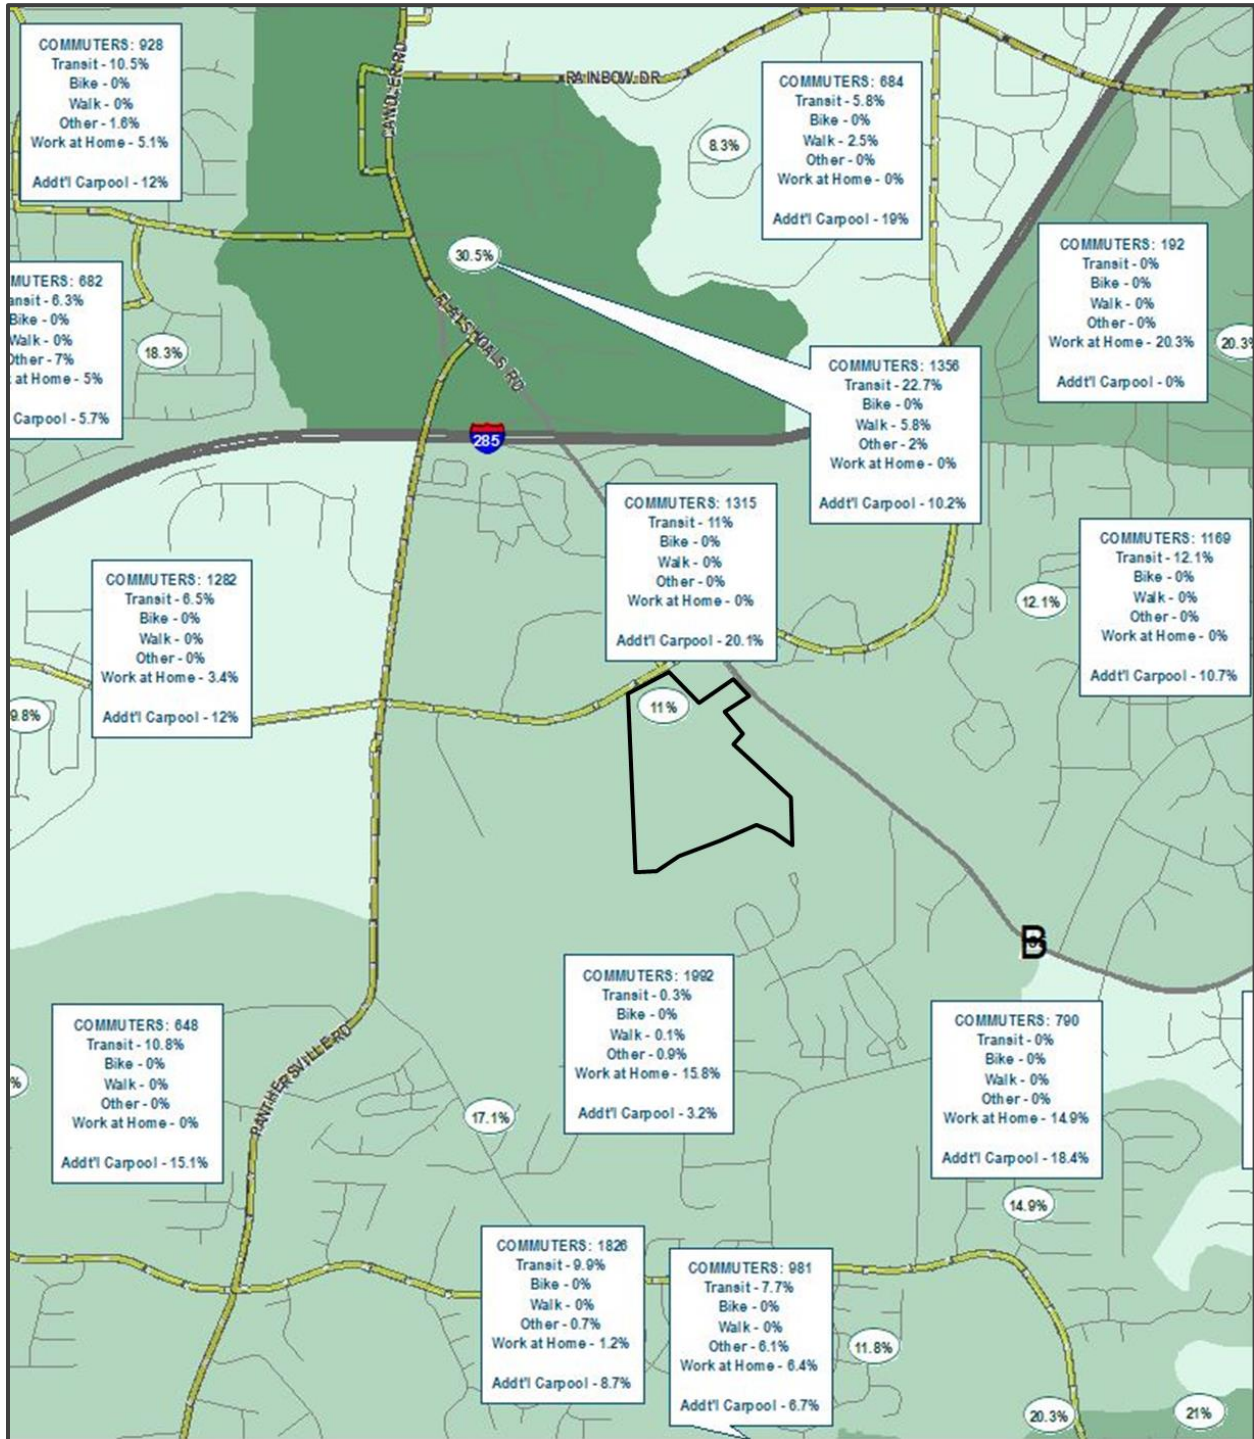 COMMUTERS: 928
Transit - 10.5%
Bike - 0%
Walk - 0%
Other - 1.6%
Work at Home - 5.1%
Addt'l Carpool - 12%
CANDLER RD
RAINBOW DR
8.3%
COMMUTERS: 684
Transit - 5.8%
Bike - 0%
Walk - 2.5%
Other - 0%
Work at Home - 0%
Addt'l Carpool - 19%
30.5%
COMMUTERS: 192
Transit - 0%
Bike - 0%
Walk - 0%
Other - 0%
Work at Home - 20.3%
Addt'l Carpool - 0%
20.3%
MUTERS: 682
ansit - 6.3%
Bike - 0%
Walk - 0%
Other - 7%
at Home - 5%
Carpool - 5.7%
18.3%
FLAT SHOALS RD
285
COMMUTERS: 1356
Transit - 22.7%
Bike - 0%
Walk - 5.8%
Other - 2%
Work at Home - 0%
Addt'l Carpool - 10.2%
COMMUTERS: 1315
Transit - 11%
Bike - 0%
Walk - 0%
Other - 0%
Work at Home - 0%
Addt'l Carpool - 20.1%
COMMUTERS: 1169
Transit - 12.1%
Bike - 0%
Walk - 0%
Other - 0%
Work at Home - 0%
Addt'l Carpool - 10.7%
12.1%
COMMUTERS: 1282
Transit - 6.5%
Bike - 0%
Walk - 0%
Other - 0%
Work at Home - 3.4%
Addt'l Carpool - 12%
9.8%
11%
B
COMMUTERS: 1992
Transit - 0.3%
Bike - 0%
Walk - 0.1%
Other - 0.9%
Work at Home - 15.8%
Addt'l Carpool - 3.2%
COMMUTERS: 648
Transit - 10.8%
Bike - 0%
Walk - 0%
Other - 0%
Work at Home - 0%
Addt'l Carpool - 15.1%
%
PANTHERSVILLE RD
17.1%
COMMUTERS: 790
Transit - 0%
Bike - 0%
Walk - 0%
Other - 0%
Work at Home - 14.9%
Addt'l Carpool - 18.4%
14.9%
COMMUTERS: 1826
Transit - 9.9%
Bike - 0%
Walk - 0%
Other - 0.7%
Work at Home - 1.2%
Addt'l Carpool - 8.7%
COMMUTERS: 981
Transit - 7.7%
Bike - 0%
Walk - 0%
Other - 6.1%
Work at Home - 6.4%
Addt'l Carpool - 6.7%
11.8%
20.3%
21%